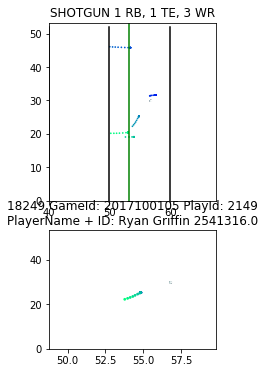 SHOTGUN 1 RB, 1 TE, 3 WR
50
40
30
20
10
0
40 50 60
18249 GameId: 2017100105 PlayId: 2149
PlayerName + ID: Ryan Griffin 2541316.0
40
20
0
50.0 52.5 55.0 57.5